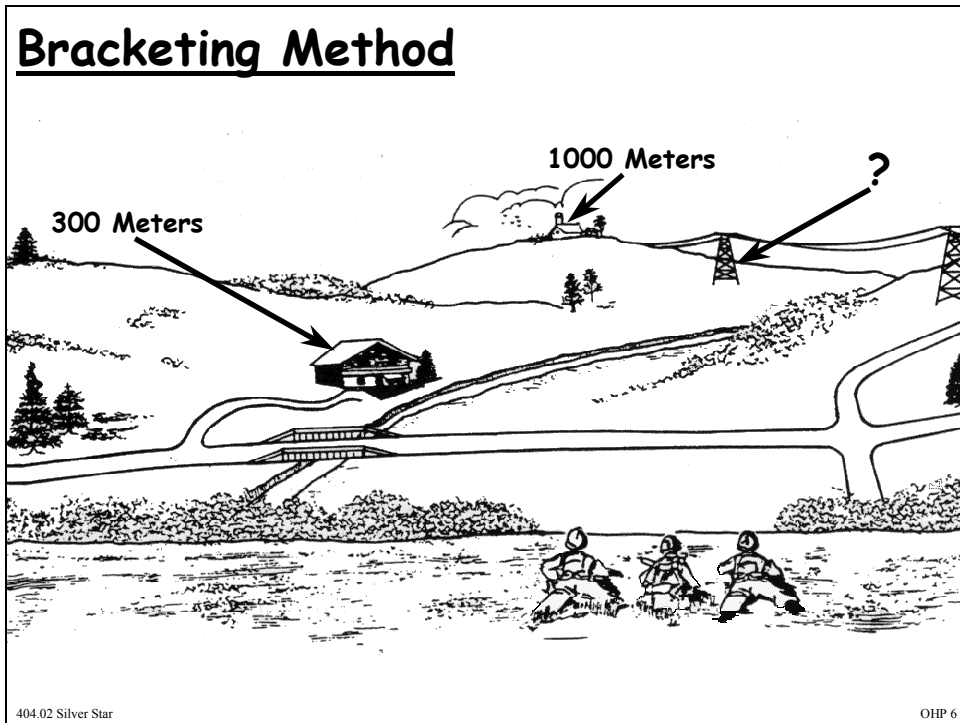 Bracketing Method
1000 Meters
?
300 Meters
404.02 Silver Star
OHP 6